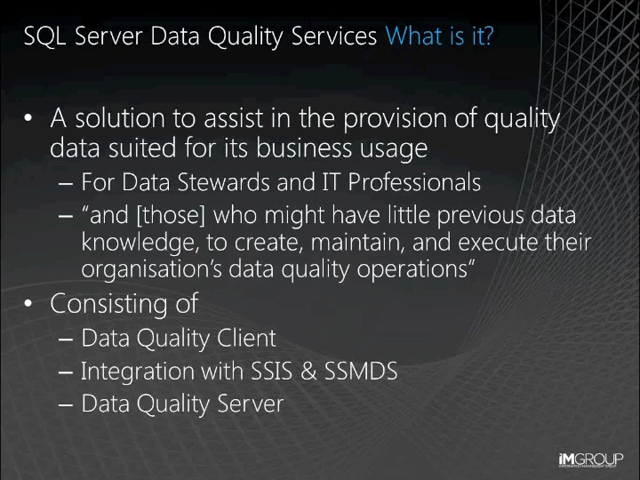 SQL Server Data Quality Services What is it?
• A solution to assist in the provision of quality
data suited for its business usage
– For Data Stewards and IT Professionals
– “and [those] who might have little previous data
knowledge, to create, maintain, and execute their
organisation’s data quality operations“
• Consisting of
– Data Quality Client
– Integration with SSIS & SSMDS
– Data Quality Server
iMGROUP